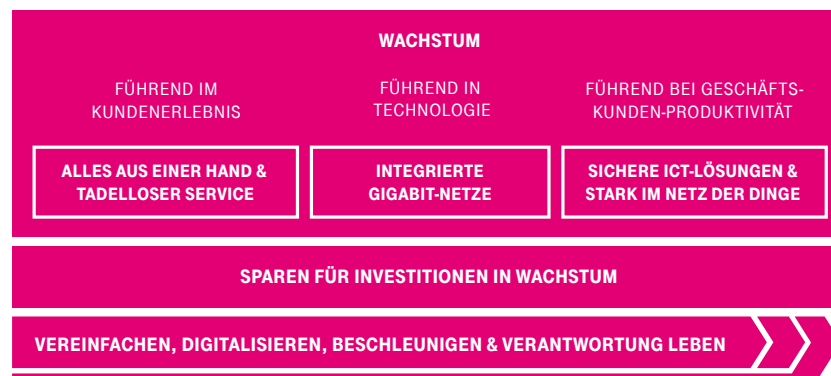 WACHSTUM
FÜHREND IM
KUNDENERLEBNIS
FÜHREND IN
TECHNOLOGIE
FÜHREND BEI GESCHÄFTS-
KUNDEN-PRODUKTIVITÄT
ALLES AUS EINER HAND &
TADELLOSER SERVICE
INTEGRIERTE
GIGABIT-NETZE
SICHERE ICT-LÖSUNGEN &
STARK IM NETZ DER DINGE
SPAREN FÜR INVESTITIONEN IN WACHSTUM
VEREINFACHEN, DIGITALISIEREN, BESCHLEUNIGEN & VERANTWORTUNG LEBEN